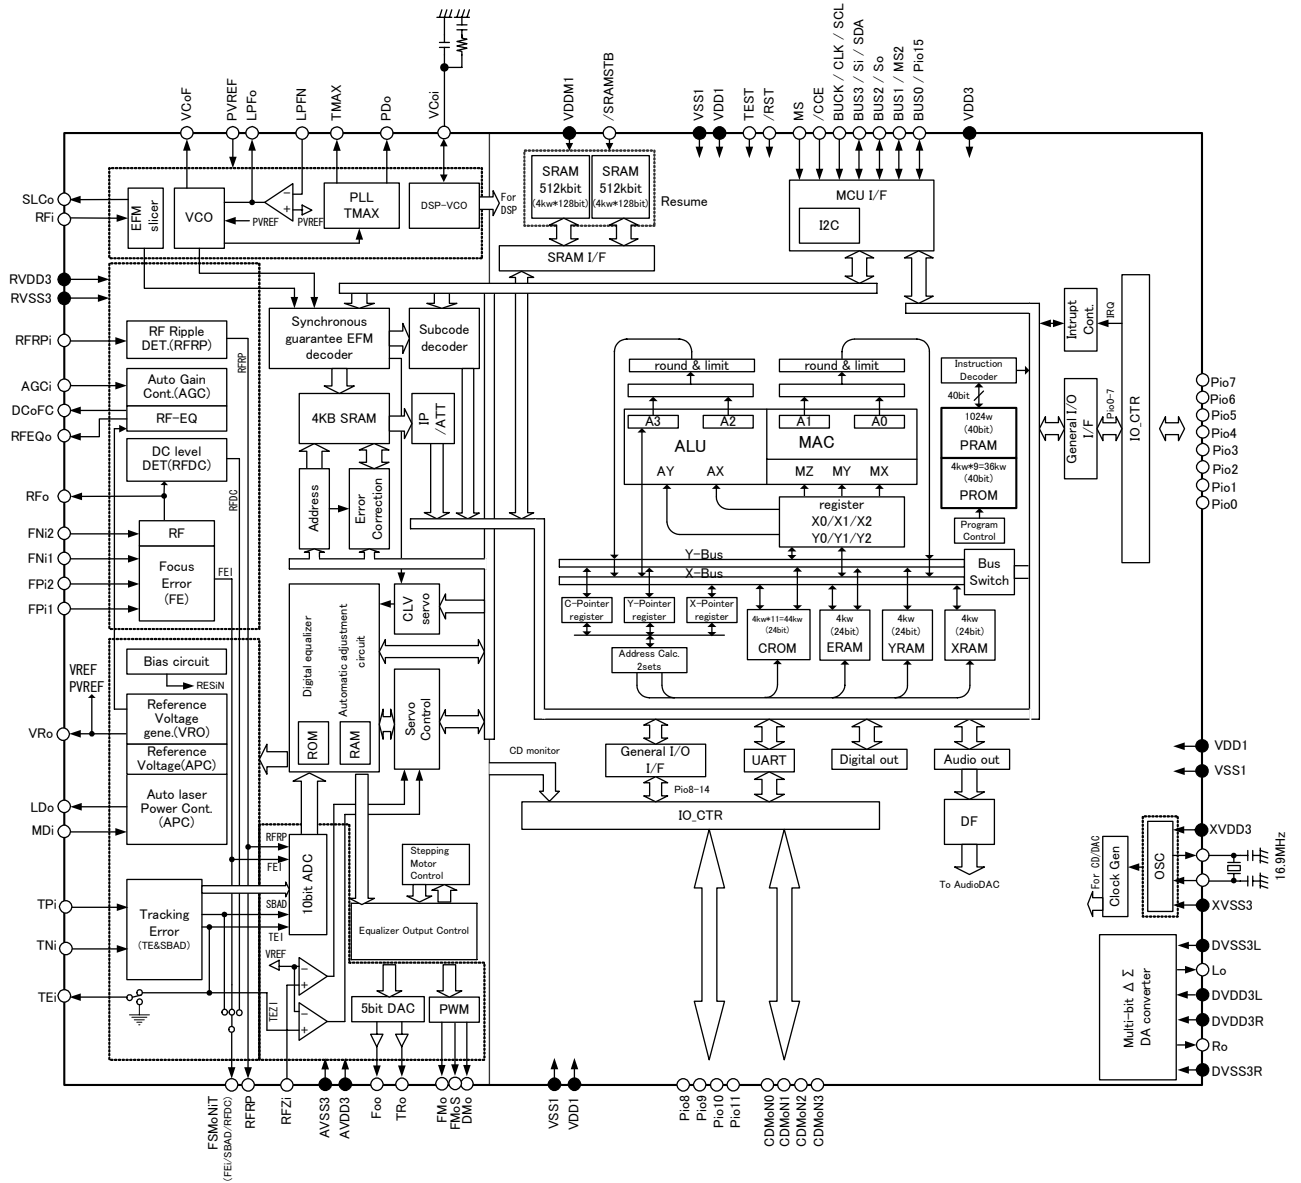 VCoF
PVREF
LPFo
LPFN
TMAX
PDo
VCoi
VDDM1
/SRAMSTB
VSS1
VDD1
TEST
/RST
MS
/CCE
BUCK / CLK / SCL
BUS3 / Si / SDA
BUS2 / So
BUS1 / MS2
BUS0 / Pio15
VDD3
SLCo
RFi
EFM
slicer
VCO
PVREF
PVREF
PLL
TMAX
DSP-VCO
For
DSP
SRAM
512kbit
(4kw*128bit)
SRAM
512kbit
(4kw*128bit)
Resume
SRAM I/F
MCU I/F
I2C
RVDD3
RVSS3
RFRPi
AGCi
DCoFC
RFEQo
RFo
FNi2
FNi1
FPi2
FPi1
RF Ripple
DET.(RFRP)
RFRP
Auto Gain
Cont.(AGC)
RF-EQ
DC level
DET(RFDC)
RFDC
RF
Focus
Error
(FE)
FEI
Synchronous
guarantee EFM
decoder
Subcode
decoder
4KB SRAM
IP
/ATT
Address
Error
Correction
CLV
servo
Digital equalizer
Automatic adjustment
circuit
ROM
RAM
Servo
Control
round & limit
round & limit
A3
A2
A1
A0
ALU
MAC
AY
AX
MZ
MY
MX
register
X0/X1/X2
Y0/Y1/Y2
Y-Bus
X-Bus
Bus
Switch
Instruction
Decoder
40bit
1024w
(40bit)
PRAM
4kw*9=36kw
(40bit)
PROM
Program
Control
C-Pointer
register
Y-Pointer
register
X-Pointer
register
Address Calc.
2sets
4kw*11=44kw
(24bit)
CROM
4kw
(24bit)
ERAM
4kw
(24bit)
YRAM
4kw
(24bit)
XRAM
Intrupt
Cont.
IRQ
General I/O
I/F
Pio0-7
IO_CTR
Pio7
Pio6
Pio5
Pio4
Pio3
Pio2
Pio1
Pio0
VREF
PVREF
VRo
LDo
MDi
Bias circuit
RESiN
Reference
Voltage
gene.(VRO)
Reference
Voltage(APC)
Auto laser
Power Cont.
(APC)
TPi
TNi
TEi
Tracking
Error
(TE&SBAD)
RFRP
FEI
SBAD
TEI
10bit ADC
VREF
TEZI
Stepping
Motor
Control
Equalizer Output Control
5bit DAC
PWM
CD monitor
General I/O
I/F
Pio8-14
UART
Digital out
Audio out
IO_CTR
DF
To AudioDAC
VDD1
VSS1
XVDD3
XVSS3
16.9MHz
OSC
Clock Gen
For CD/DAC
Multi-bit Δ Σ
DA converter
DVSS3L
Lo
DVDD3L
DVDD3R
Ro
DVSS3R
FSMoNiT
(FEi/SBAD/RFDC)
RFRP
RFZi
AVSS3
AVDD3
Foo
TRo
FMo
FMoS
DMo
VSS1
VDD1
Pio8
Pio9
Pio10
Pio11
CDMoN0
CDMoN1
CDMoN2
CDMoN3